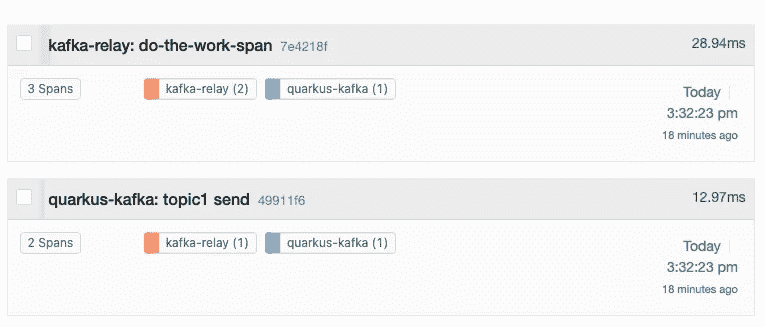 kafka-relay: do-the-work-span 7e4218f 28.94ms
3 Spans kafka-relay (2) quarkus-kafka (1) Today
3:32:23 pm
18 minutes ago
quarkus-kafka: topic1 send 49911f6 12.97ms
2 Spans kafka-relay (1) quarkus-kafka (1) Today
3:32:23 pm
18 minutes ago